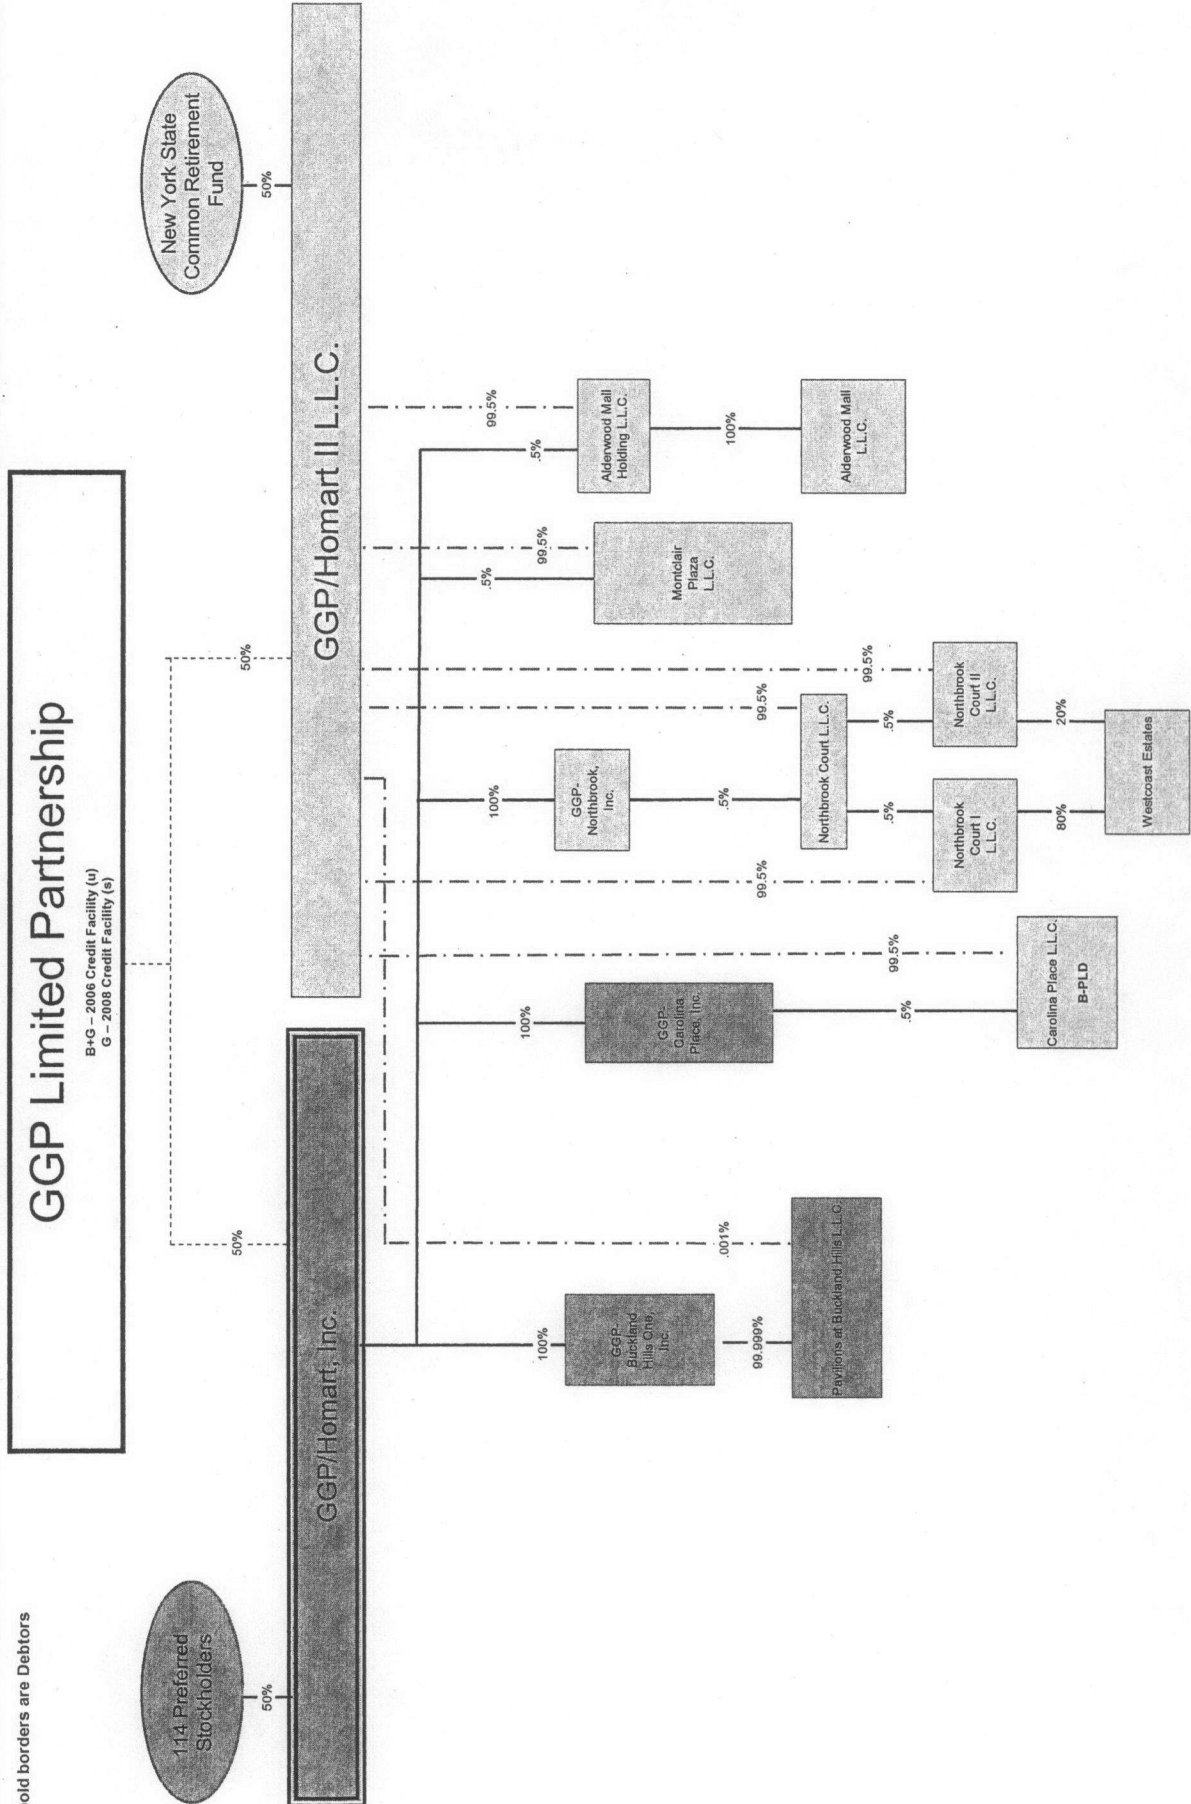 old borders are Debtors
GGP Limited Partnership
B+G – 2006 Credit Facility (u)
G – 2008 Credit Facility (s)
114 Preferred
Stockholders
New York State
Common Retirement
Fund
50%
50%
50%
50%
GGP/Homart, Inc.
GGP/Homart II L.L.C.
100%
100%
100%
.5%
.5%
99.5%
99.5%
GGP-
Buckland
Hills One,
Inc.
GGP-
Carolina
Place, Inc.
GGP-
Northbrook,
Inc.
Montclair
Plaza
L.L.C.
Alderwood Mall
Holding L.L.C.
99.999%
.001%
.5%
99.5%
99.5%
100%
Pavilions at Buckland Hills L.L.C.
Northbrook Court L.L.C.
Alderwood Mall
L.L.C.
.5%
99.5%
.5%
.5%
99.5%
Northbrook
Court I
L.L.C.
Northbrook
Court II
L.L.C.
Carolina Place L.L.C.
B-PLD
80%
20%
Westcoast Estates